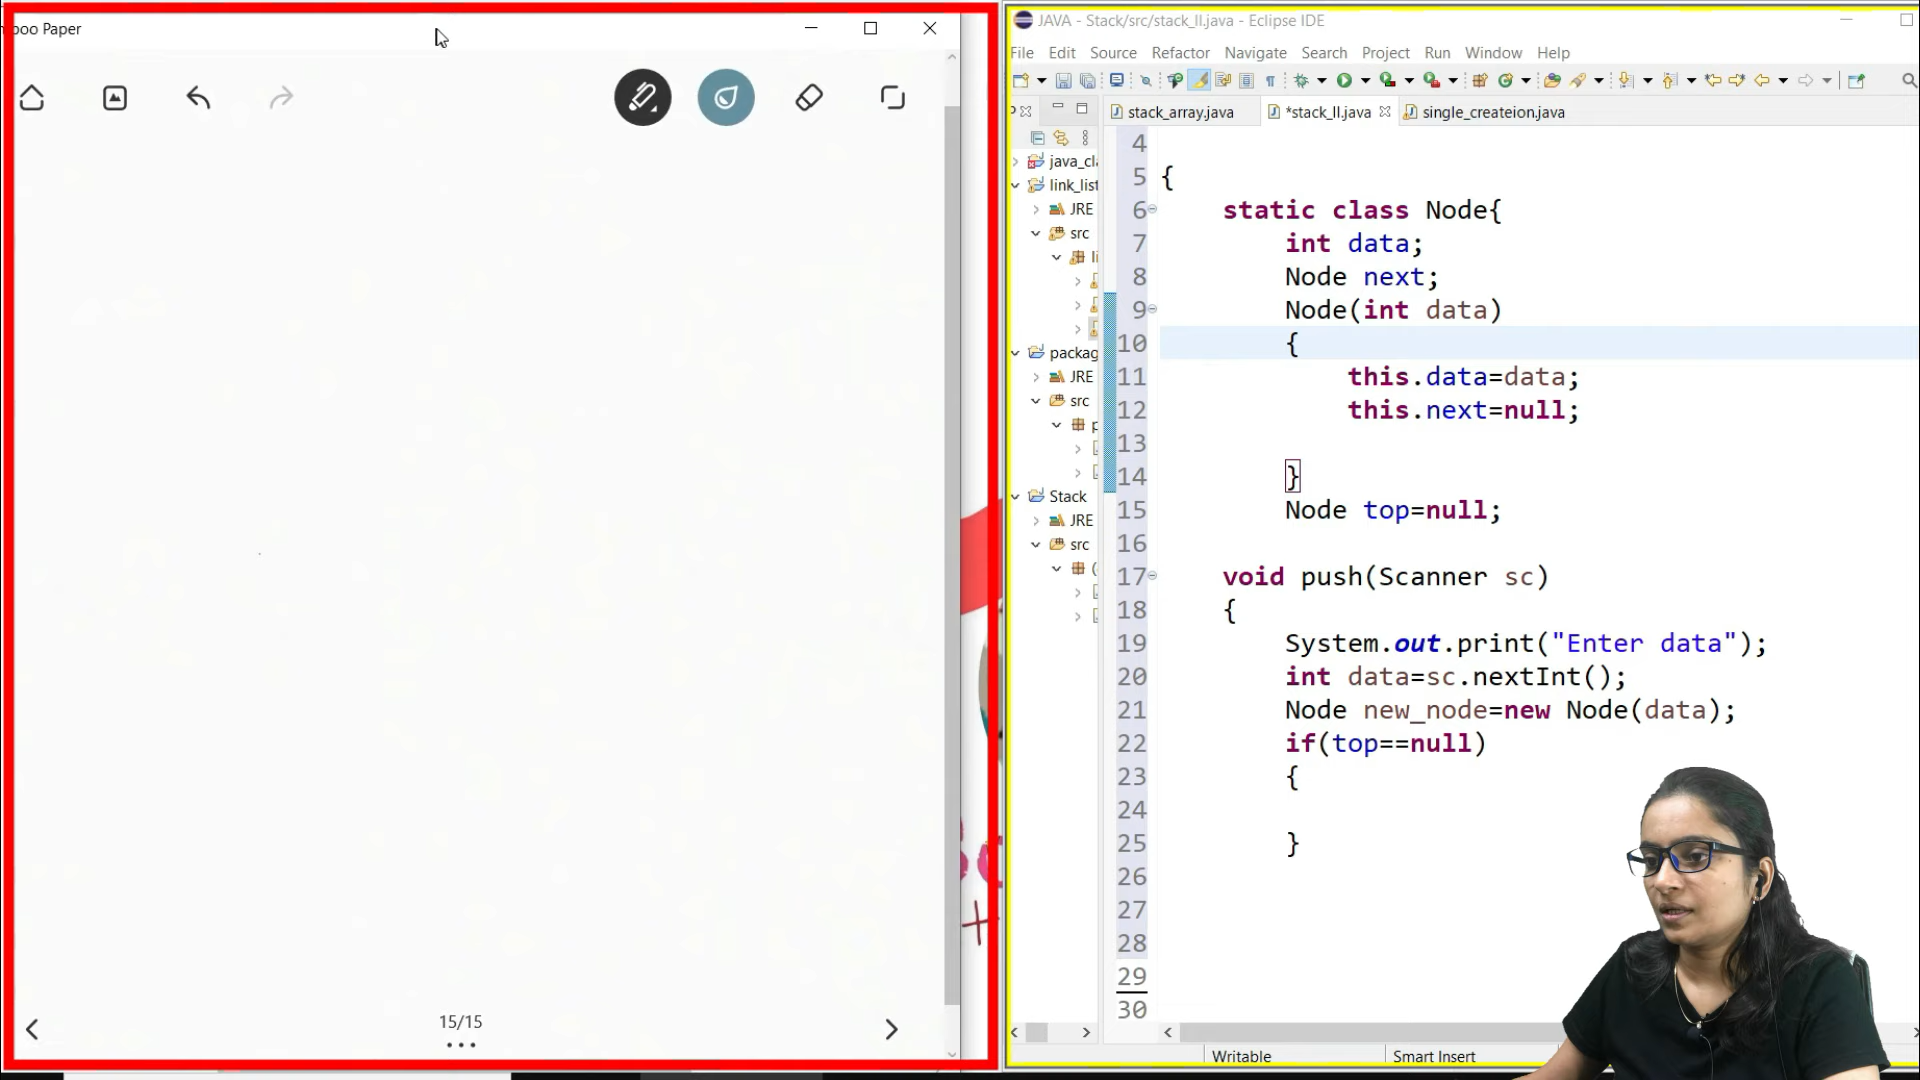 boo Paper
15/15
JAVA - Stack/src/stack_ll.java - Eclipse IDE
File Edit Source Refactor Navigate Search Project Run Window Help
stack_array.java *stack_ll.java single_createion.java
java_cl
link_list
JRE
src
li
packag
JRE
src
p
Stack
JRE
src
(
4
5 {
6 static class Node{
7 int data;
8 Node next;
9 Node(int data)
10 {
11 this.data=data;
12 this.next=null;
13
14 }
15 Node top=null;
16
17 void push(Scanner sc)
18 {
19 System.out.print("Enter data");
20 int data=sc.nextInt();
21 Node new_node=new Node(data);
22 if(top==null)
23 {
24
25 }
26
27
28
29
30
Writable Smart Insert